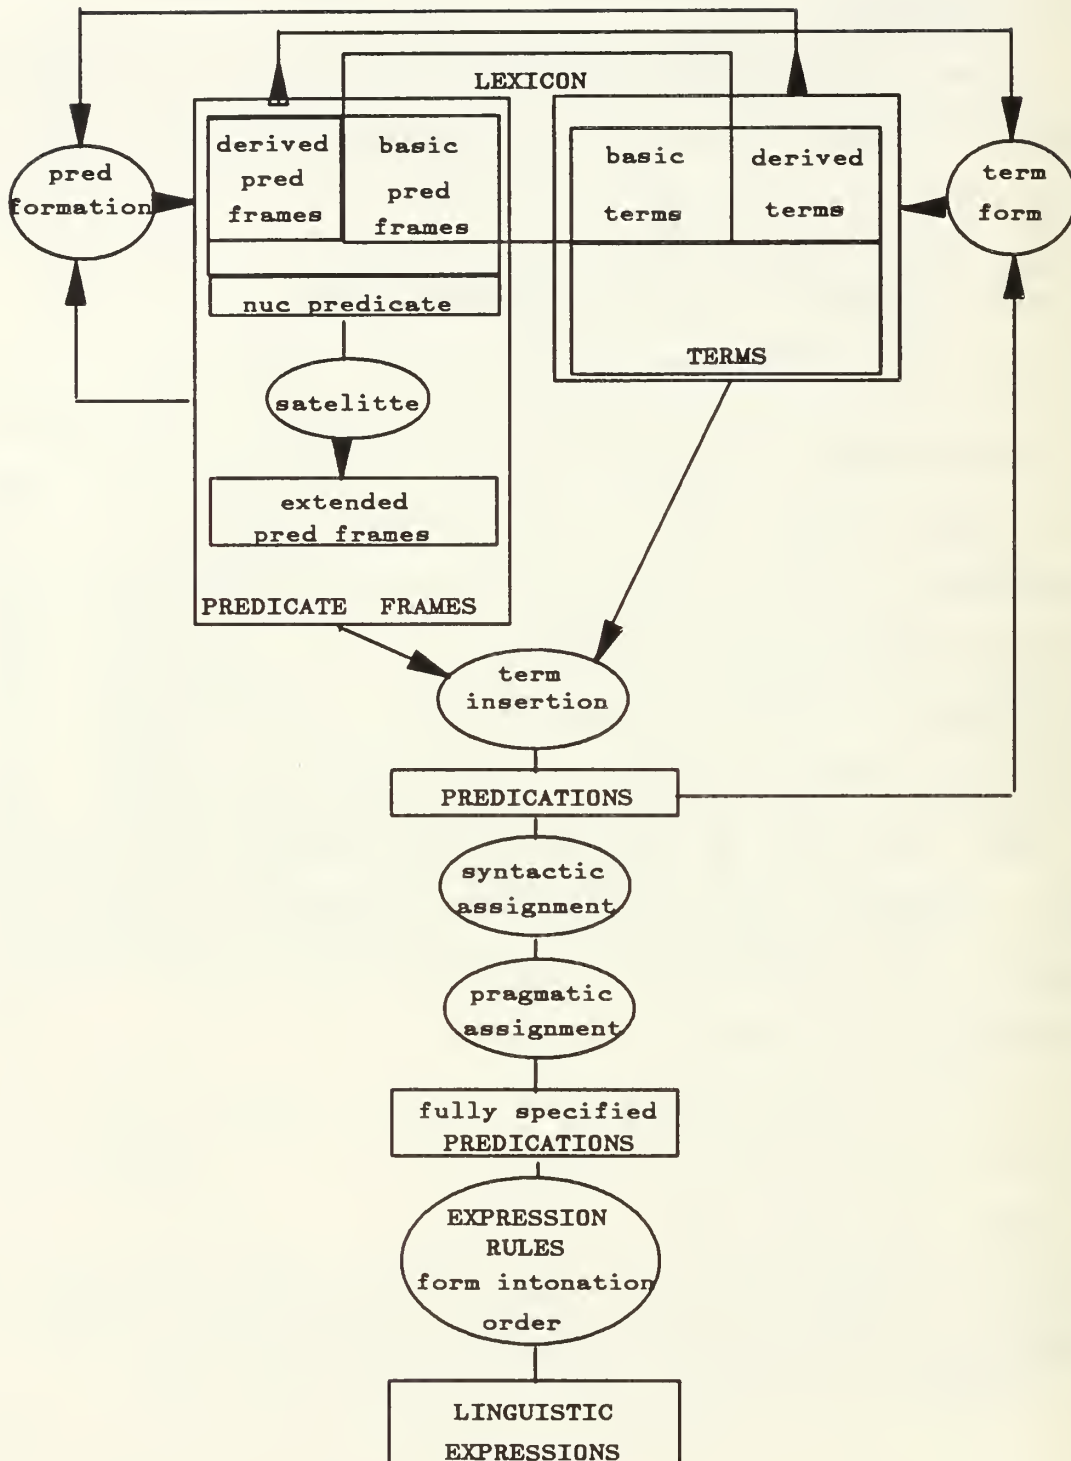 LEXICON
derived
pred
frames
basic
pred
frames
basic
terms
derived
terms
pred
formation
term
form
nuc predicate
TERMS
satelitte
extended
pred frames
PREDICATE FRAMES
term
insertion
PREDICATIONS
syntactic
assignment
pragmatic
assignment
fully specified
PREDICATIONS
EXPRESSION
RULES
form intonation
order
LINGUISTIC
EXPRESSIONS